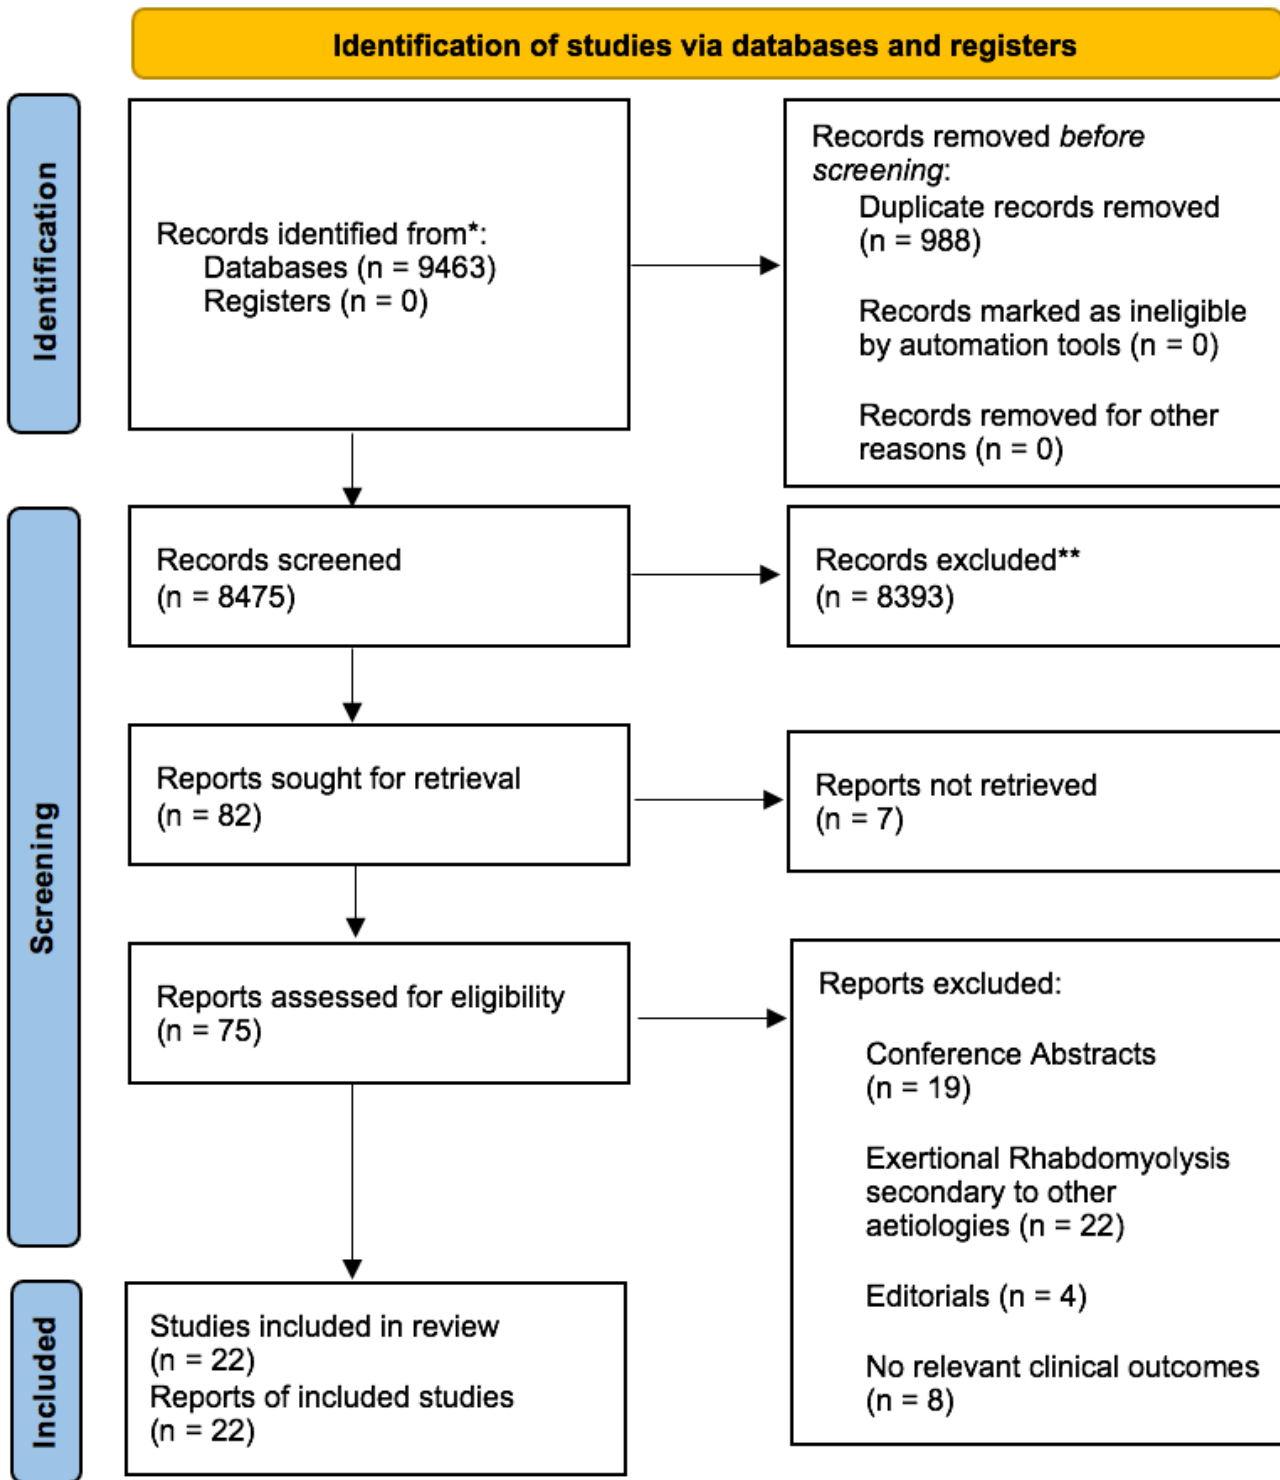 Identification of studies via databases and registers
Identification
Records identified from*:
Databases (n = 9463)
Registers (n = 0)
Records removed before
screening:
Duplicate records removed
(n = 988)
Records marked as ineligible
by automation tools (n = 0)
Records removed for other
reasons (n = 0)
Screening
Records screened
(n = 8475)
Records excluded**
(n = 8393)
Reports sought for retrieval
(n = 82)
Reports not retrieved
(n = 7)
Reports assessed for eligibility
(n = 75)
Reports excluded:
Conference Abstracts
(n = 19)
Exertional Rhabdomyolysis
secondary to other
aetiologies (n = 22)
Editorials (n = 4)
No relevant clinical outcomes
(n = 8)
Included
Studies included in review
(n = 22)
Reports of included studies
(n = 22)